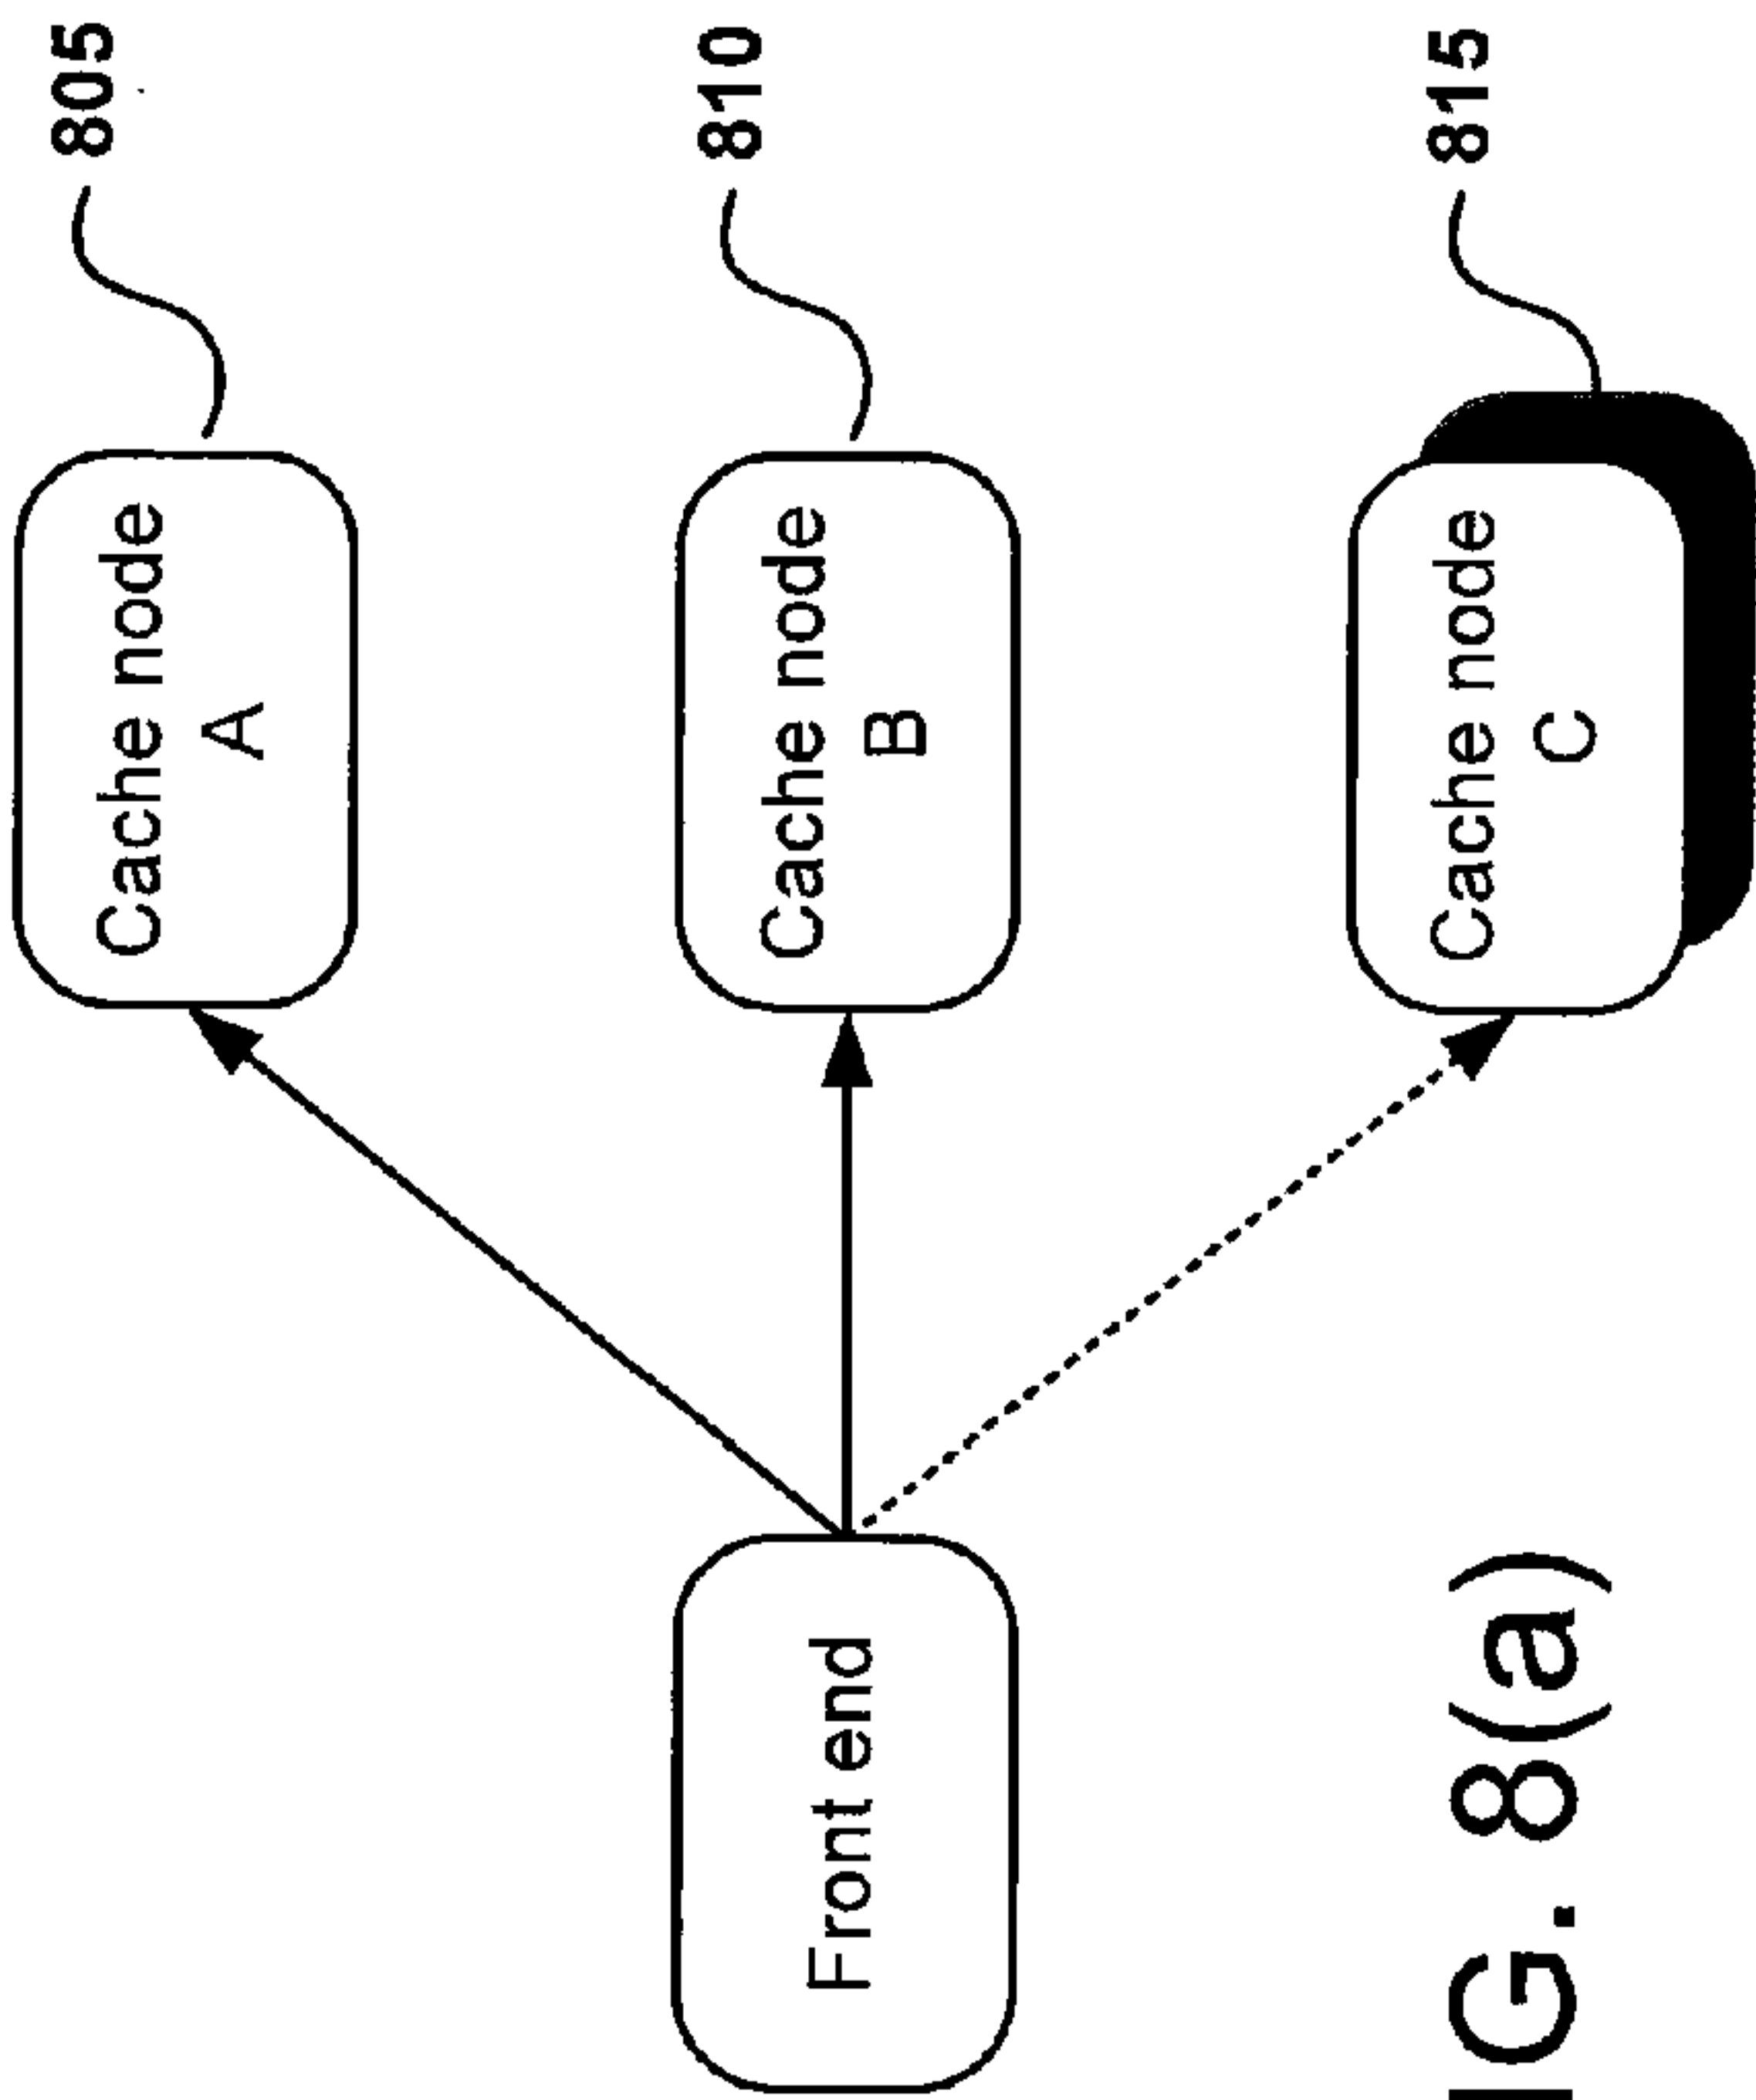 Cache node
A
805
Front end
Cache node
B
810
Cache node
C
815
IG. 8(a)